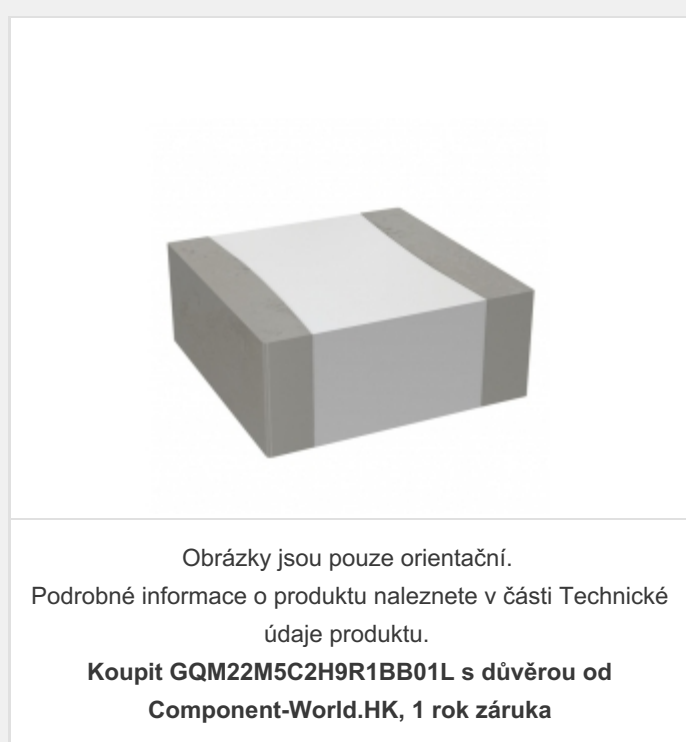 Obrázky jsou pouze orientační.
Podrobné informace o produktu naleznete v části Technické
údaje produktu.
Koupit GQM22M5C2H9R1BB01L s důvěrou od
Component-World.HK, 1 rok záruka